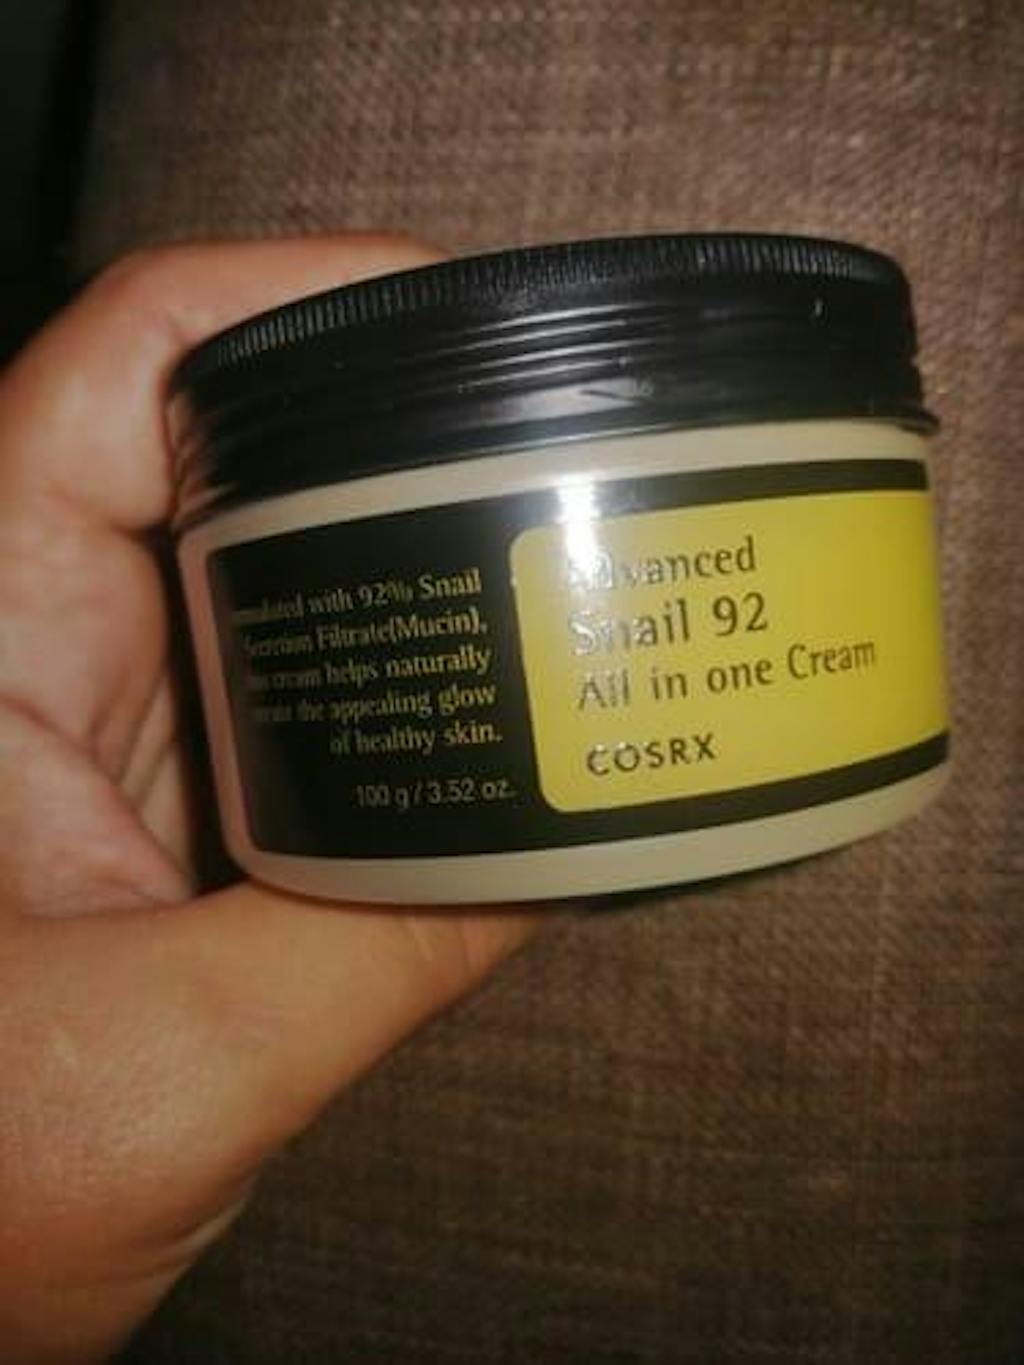 with 92% Snail
Secretion Filtrate(Mucin),
cream helps naturally
the appealing glow
of healthy skin.
100 g / 3.52 oz.
Advanced
Snail 92
All in one Cream
COSRX